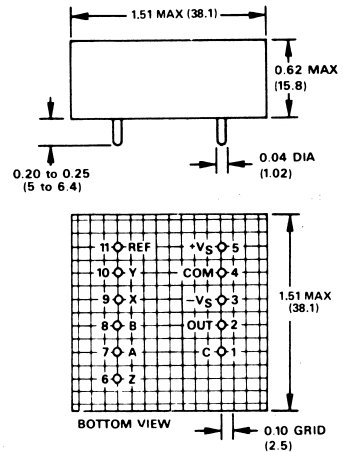 1.51 MAX (38.1)
0.62 MAX
(15.8)
0.20 to 0.25
(5 to 6.4)
0.04 DIA
(1.02)
11 REF
+VS 5
10 Y
COM 4
9 X
−VS 3
8 B
OUT 2
7 A
C 1
6 Z
1.51 MAX
(38.1)
BOTTOM VIEW
0.10 GRID
(2.5)